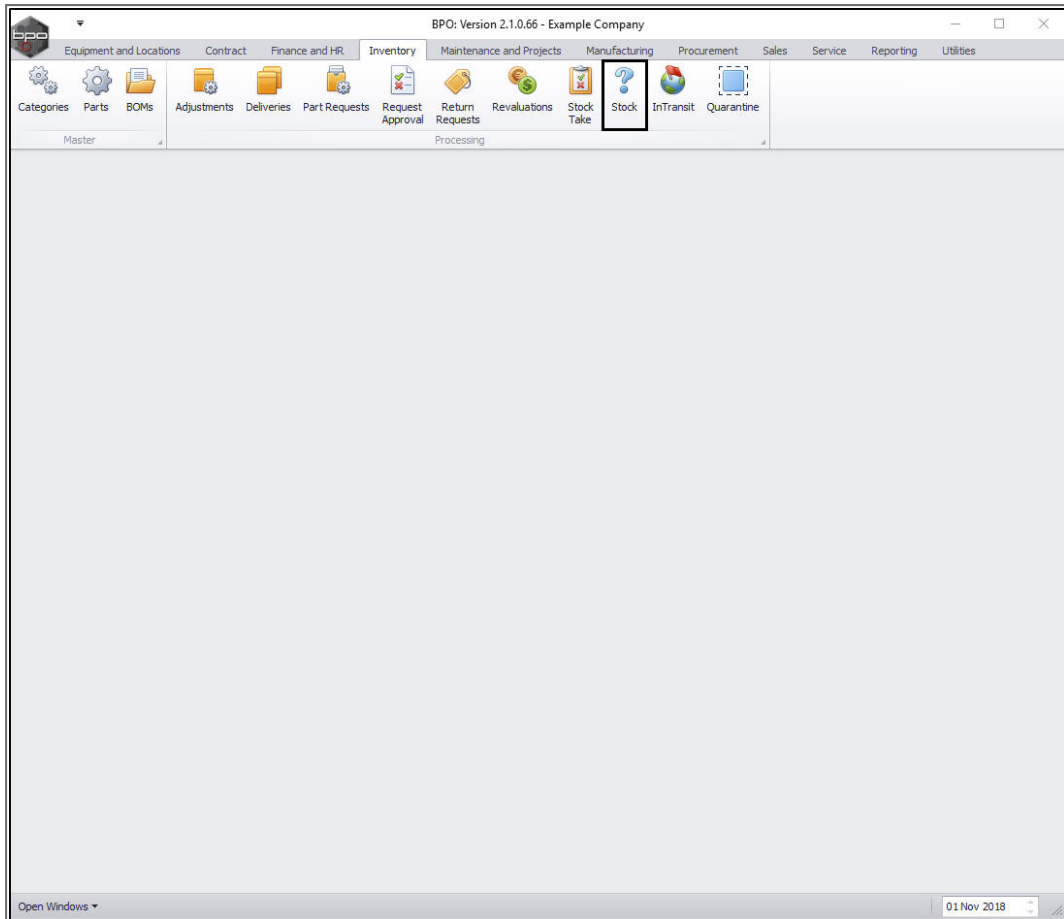 BPO: Version 2.1.0.66 - Example Company
bpo
Equipment and Locations Contract Finance and HR Inventory Maintenance and Projects Manufacturing Procurement Sales Service Reporting Utilities
Categories Parts BOMs Adjustments Deliveries Part Requests Request Approval Return Requests Revaluations Stock Take Stock InTransit Quarantine
Master Processing
Open Windows 01 Nov 2018